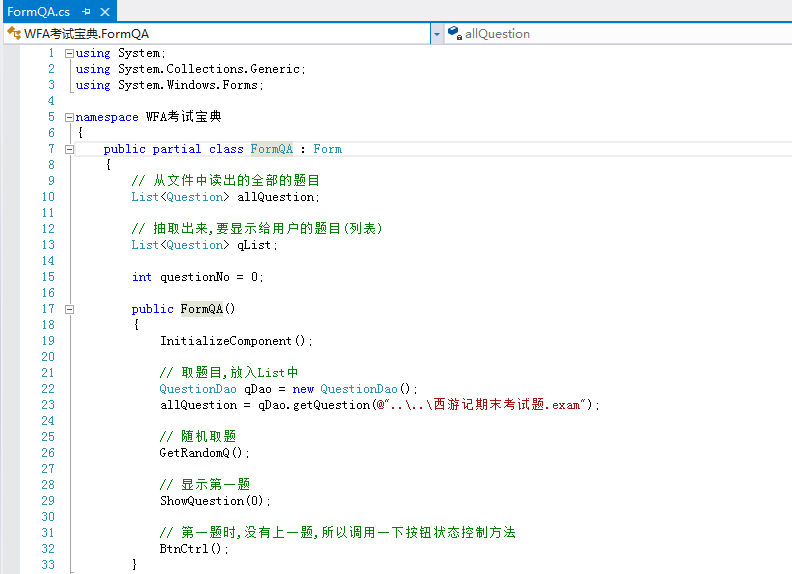 FormQA.cs
WFA考试宝典.FormQA allQuestion
1 using System;
2 using System.Collections.Generic;
3 using System.Windows.Forms;
4
5 namespace WFA考试宝典
6 {
7 public partial class FormQA : Form
8 {
9 // 从文件中读出的全部的题目
10 List<Question> allQuestion;
11
12 // 抽取出来,要显示给用户的题目(列表)
13 List<Question> qList;
14
15 int questionNo = 0;
16
17 public FormQA()
18 {
19 InitializeComponent();
20
21 // 取题目,放入List中
22 QuestionDao qDao = new QuestionDao();
23 allQuestion = qDao.getQuestion(@"..\..\西游记期末考试题.exam");
24
25 // 随机取题
26 GetRandomQ();
27
28 // 显示第一题
29 ShowQuestion(0);
30
31 // 第一题时,没有上一题,所以调用一下按钮状态控制方法
32 BtnCtrl();
33 }